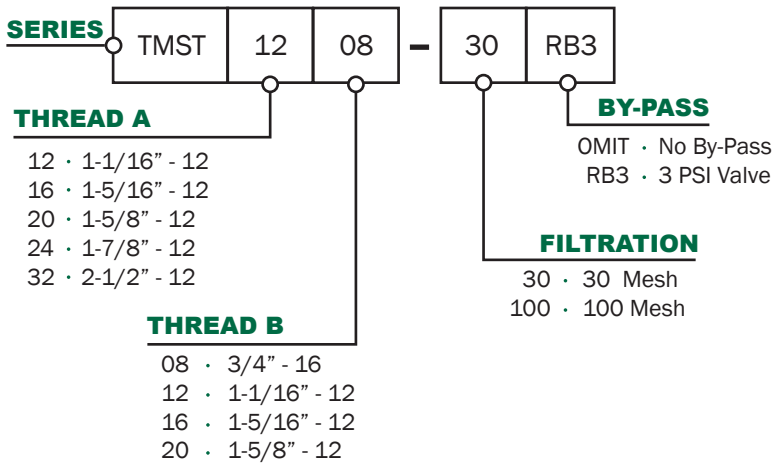 SERIES TMST 12 08 - 30 RB3
THREAD A
12 · 1-1/16” - 12
16 · 1-5/16” - 12
20 · 1-5/8” - 12
24 · 1-7/8” - 12
32 · 2-1/2” - 12
THREAD B
08 · 3/4” - 16
12 · 1-1/16” - 12
16 · 1-5/16” - 12
20 · 1-5/8” - 12
BY-PASS
OMIT · No By-Pass
RB3 · 3 PSI Valve
FILTRATION
30 · 30 Mesh
100 · 100 Mesh